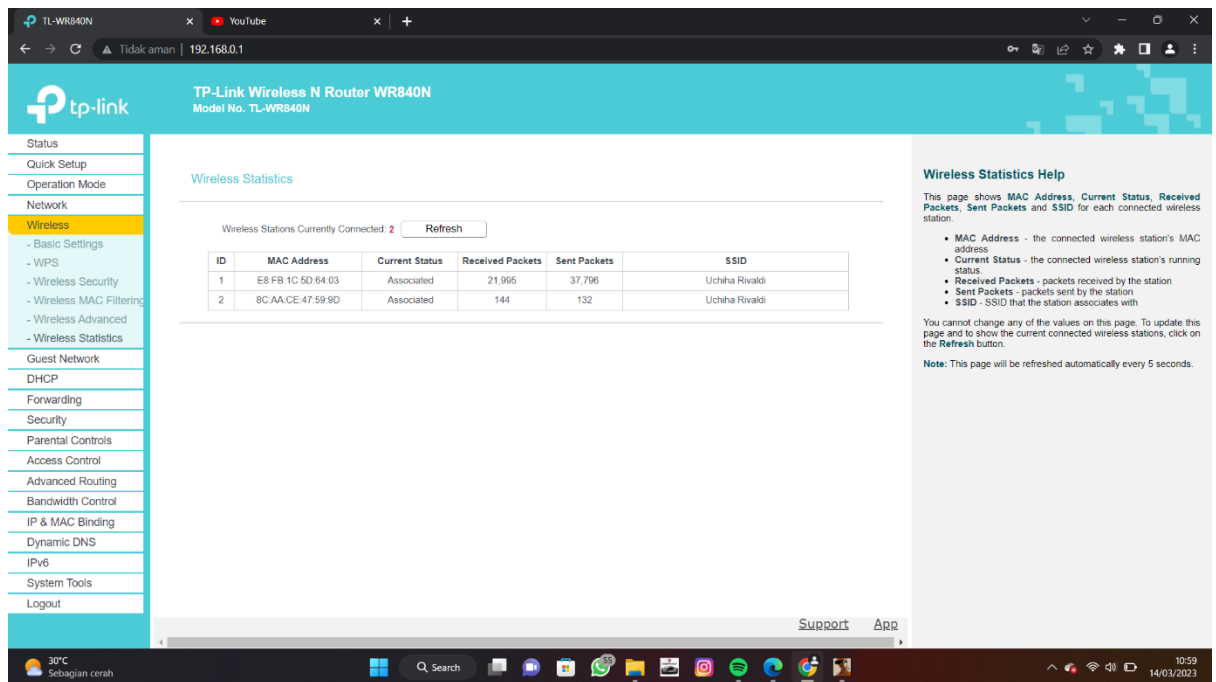 TL-WR840N
YouTube
Tidak aman | 192.168.0.1
tp-link
TP-Link Wireless N Router WR840N
Model No. TL-WR840N
Status
Quick Setup
Operation Mode
Network
Wireless
- Basic Settings
- WPS
- Wireless Security
- Wireless MAC Filtering
- Wireless Advanced
- Wireless Statistics
Guest Network
DHCP
Forwarding
Security
Parental Controls
Access Control
Advanced Routing
Bandwidth Control
IP & MAC Binding
Dynamic DNS
IPv6
System Tools
Logout
Wireless Statistics
Wireless Stations Currently Connected: 2 Refresh
ID MAC Address Current Status Received Packets Sent Packets SSID
1 E8:FB:1C:5D:64:03 Associated 21,995 37,796 Uchiha Rivaldi
2 8C:AA:CE:47:59:9D Associated 144 132 Uchiha Rivaldi
Support App
Wireless Statistics Help
This page shows MAC Address, Current Status, Received
Packets, Sent Packets and SSID for each connected wireless
station.
• MAC Address - the connected wireless station's MAC
address
• Current Status - the connected wireless station's running
status.
• Received Packets - packets received by the station
• Sent Packets - packets sent by the station
• SSID - SSID that the station associates with
You cannot change any of the values on this page. To update this
page and to show the current connected wireless stations, click on
the Refresh button.
Note: This page will be refreshed automatically every 5 seconds.
30°C
Sebagian cerah
Search
55
10:59
14/03/2023